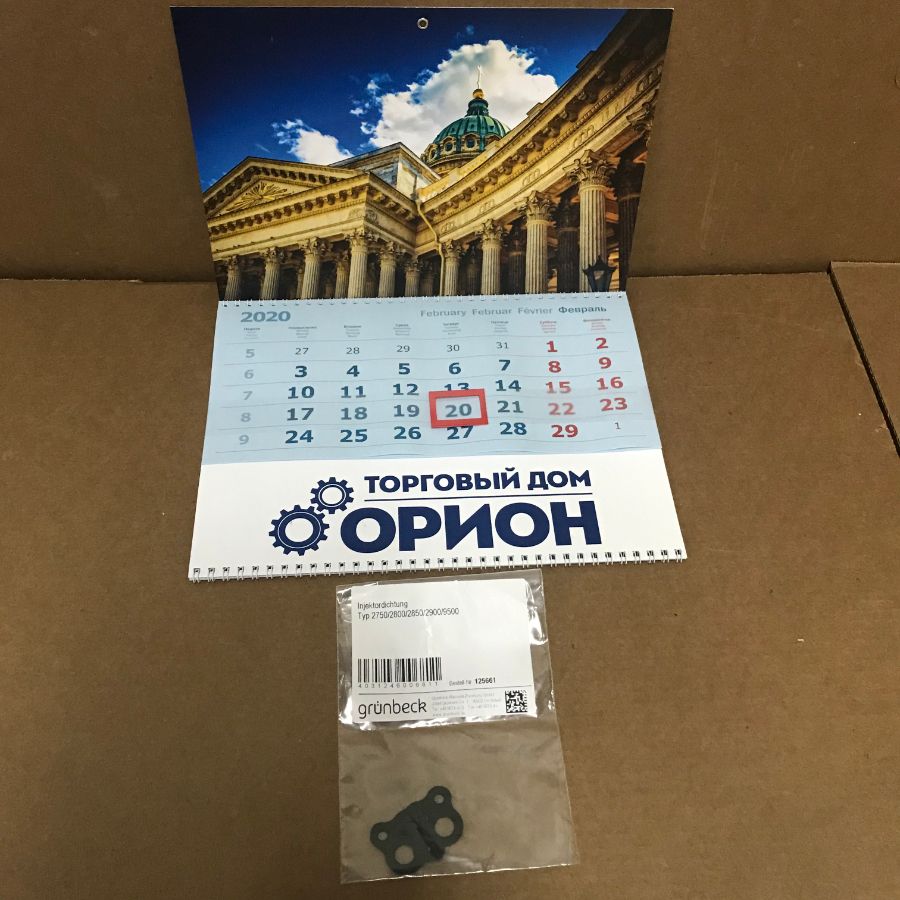 2020 February Februar Février Февраль
5 27 28 29 30 31 1 2
6 3 4 5 6 7 8 9
7 10 11 12 13 14 15 16
8 17 18 19 20 21 22 23
9 24 25 26 27 28 29 1
ТОРГОВЫЙ ДОМ
ОРИОН
Injektordichtung
Typ 2750/2800/2850/2900/9500
Bestell-Nr. 125661
grünbeck